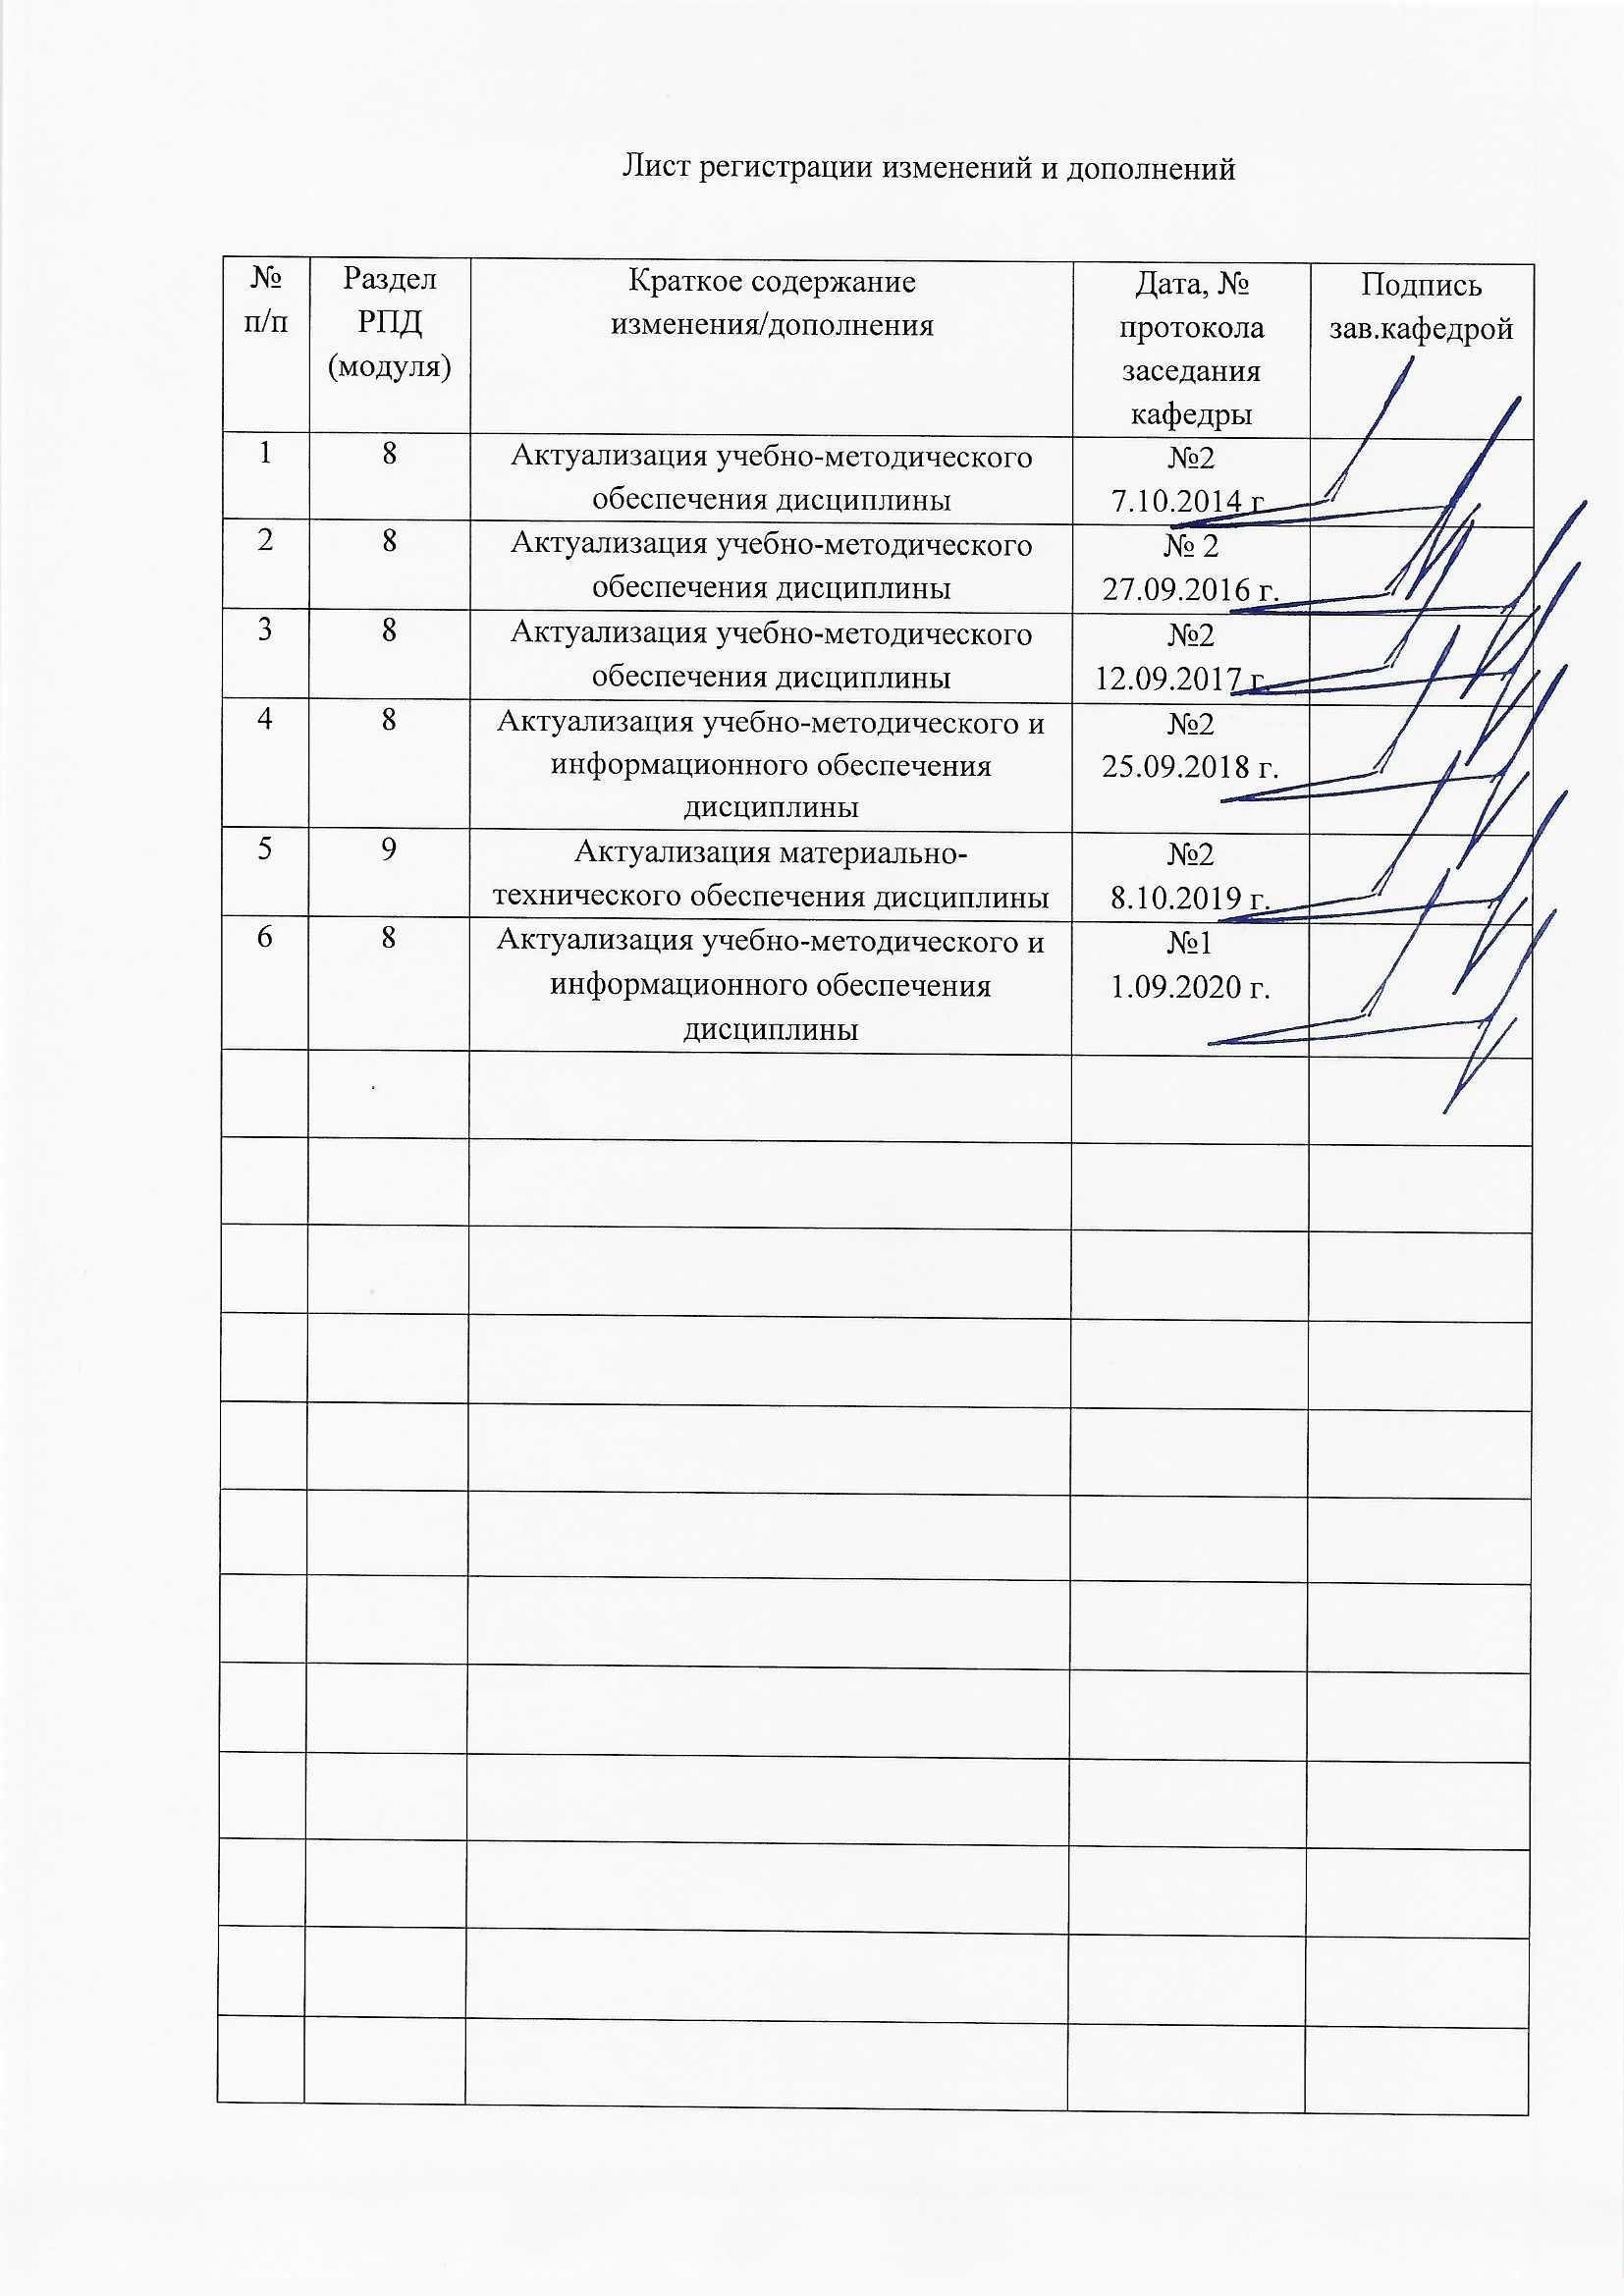 Лист регистрации изменений и дополнений
№
п/п
Раздел
РПД
(модуля)
Краткое содержание
изменения/дополнения
Дата, №
протокола
заседания
кафедры
Подпись
зав.кафедрой
1
8
Актуализация учебно-методического
обеспечения дисциплины
№2
7.10.2014 г.
2
8
Актуализация учебно-методического
обеспечения дисциплины
№ 2
27.09.2016 г.
3
8
Актуализация учебно-методического
обеспечения дисциплины
№2
12.09.2017 г.
4
8
Актуализация учебно-методического и
информационного обеспечения
дисциплины
№2
25.09.2018 г.
5
9
Актуализация материально-
технического обеспечения дисциплины
№2
8.10.2019 г.
6
8
Актуализация учебно-методического и
информационного обеспечения
дисциплины
№1
1.09.2020 г.